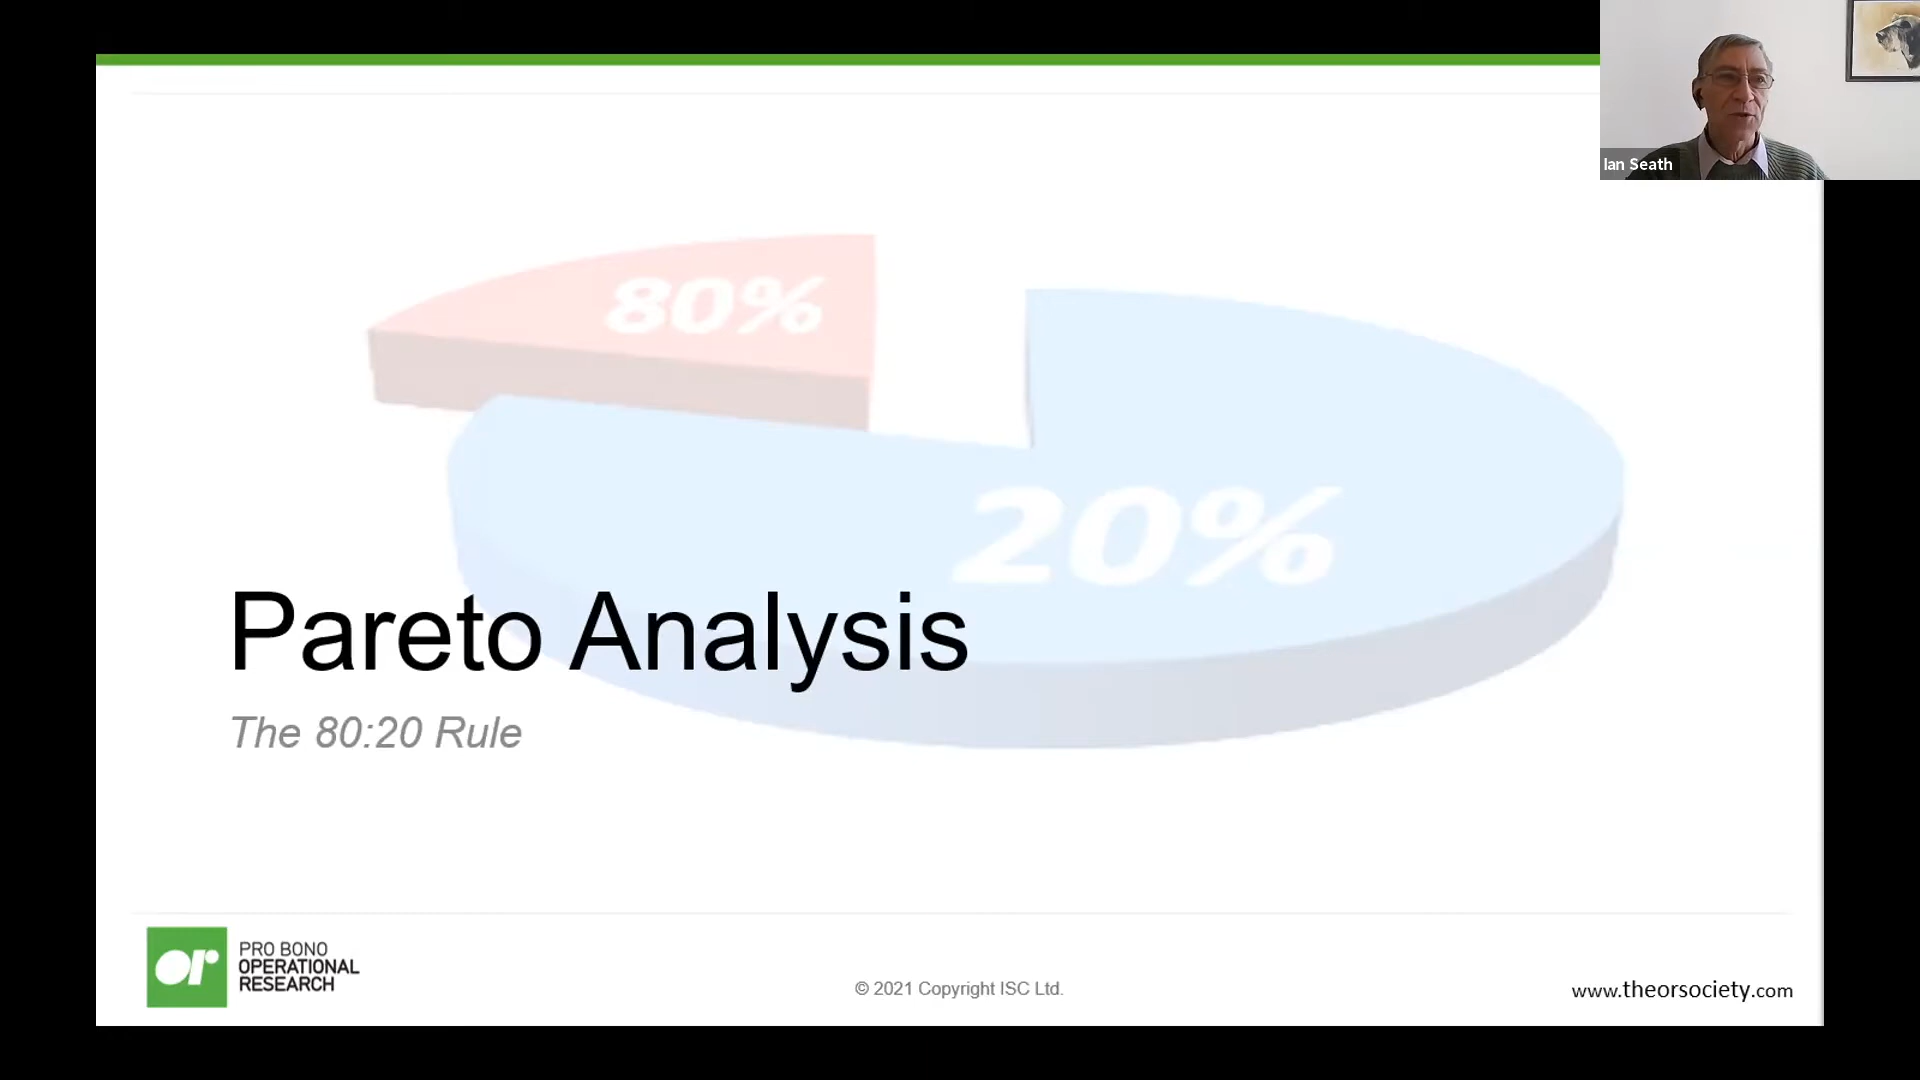 Ian Seath
80%
20%
Pareto Analysis
The 80:20 Rule
or
PRO BONO
OPERATIONAL
RESEARCH
© 2021 Copyright ISC Ltd.
www.theorsociety.com